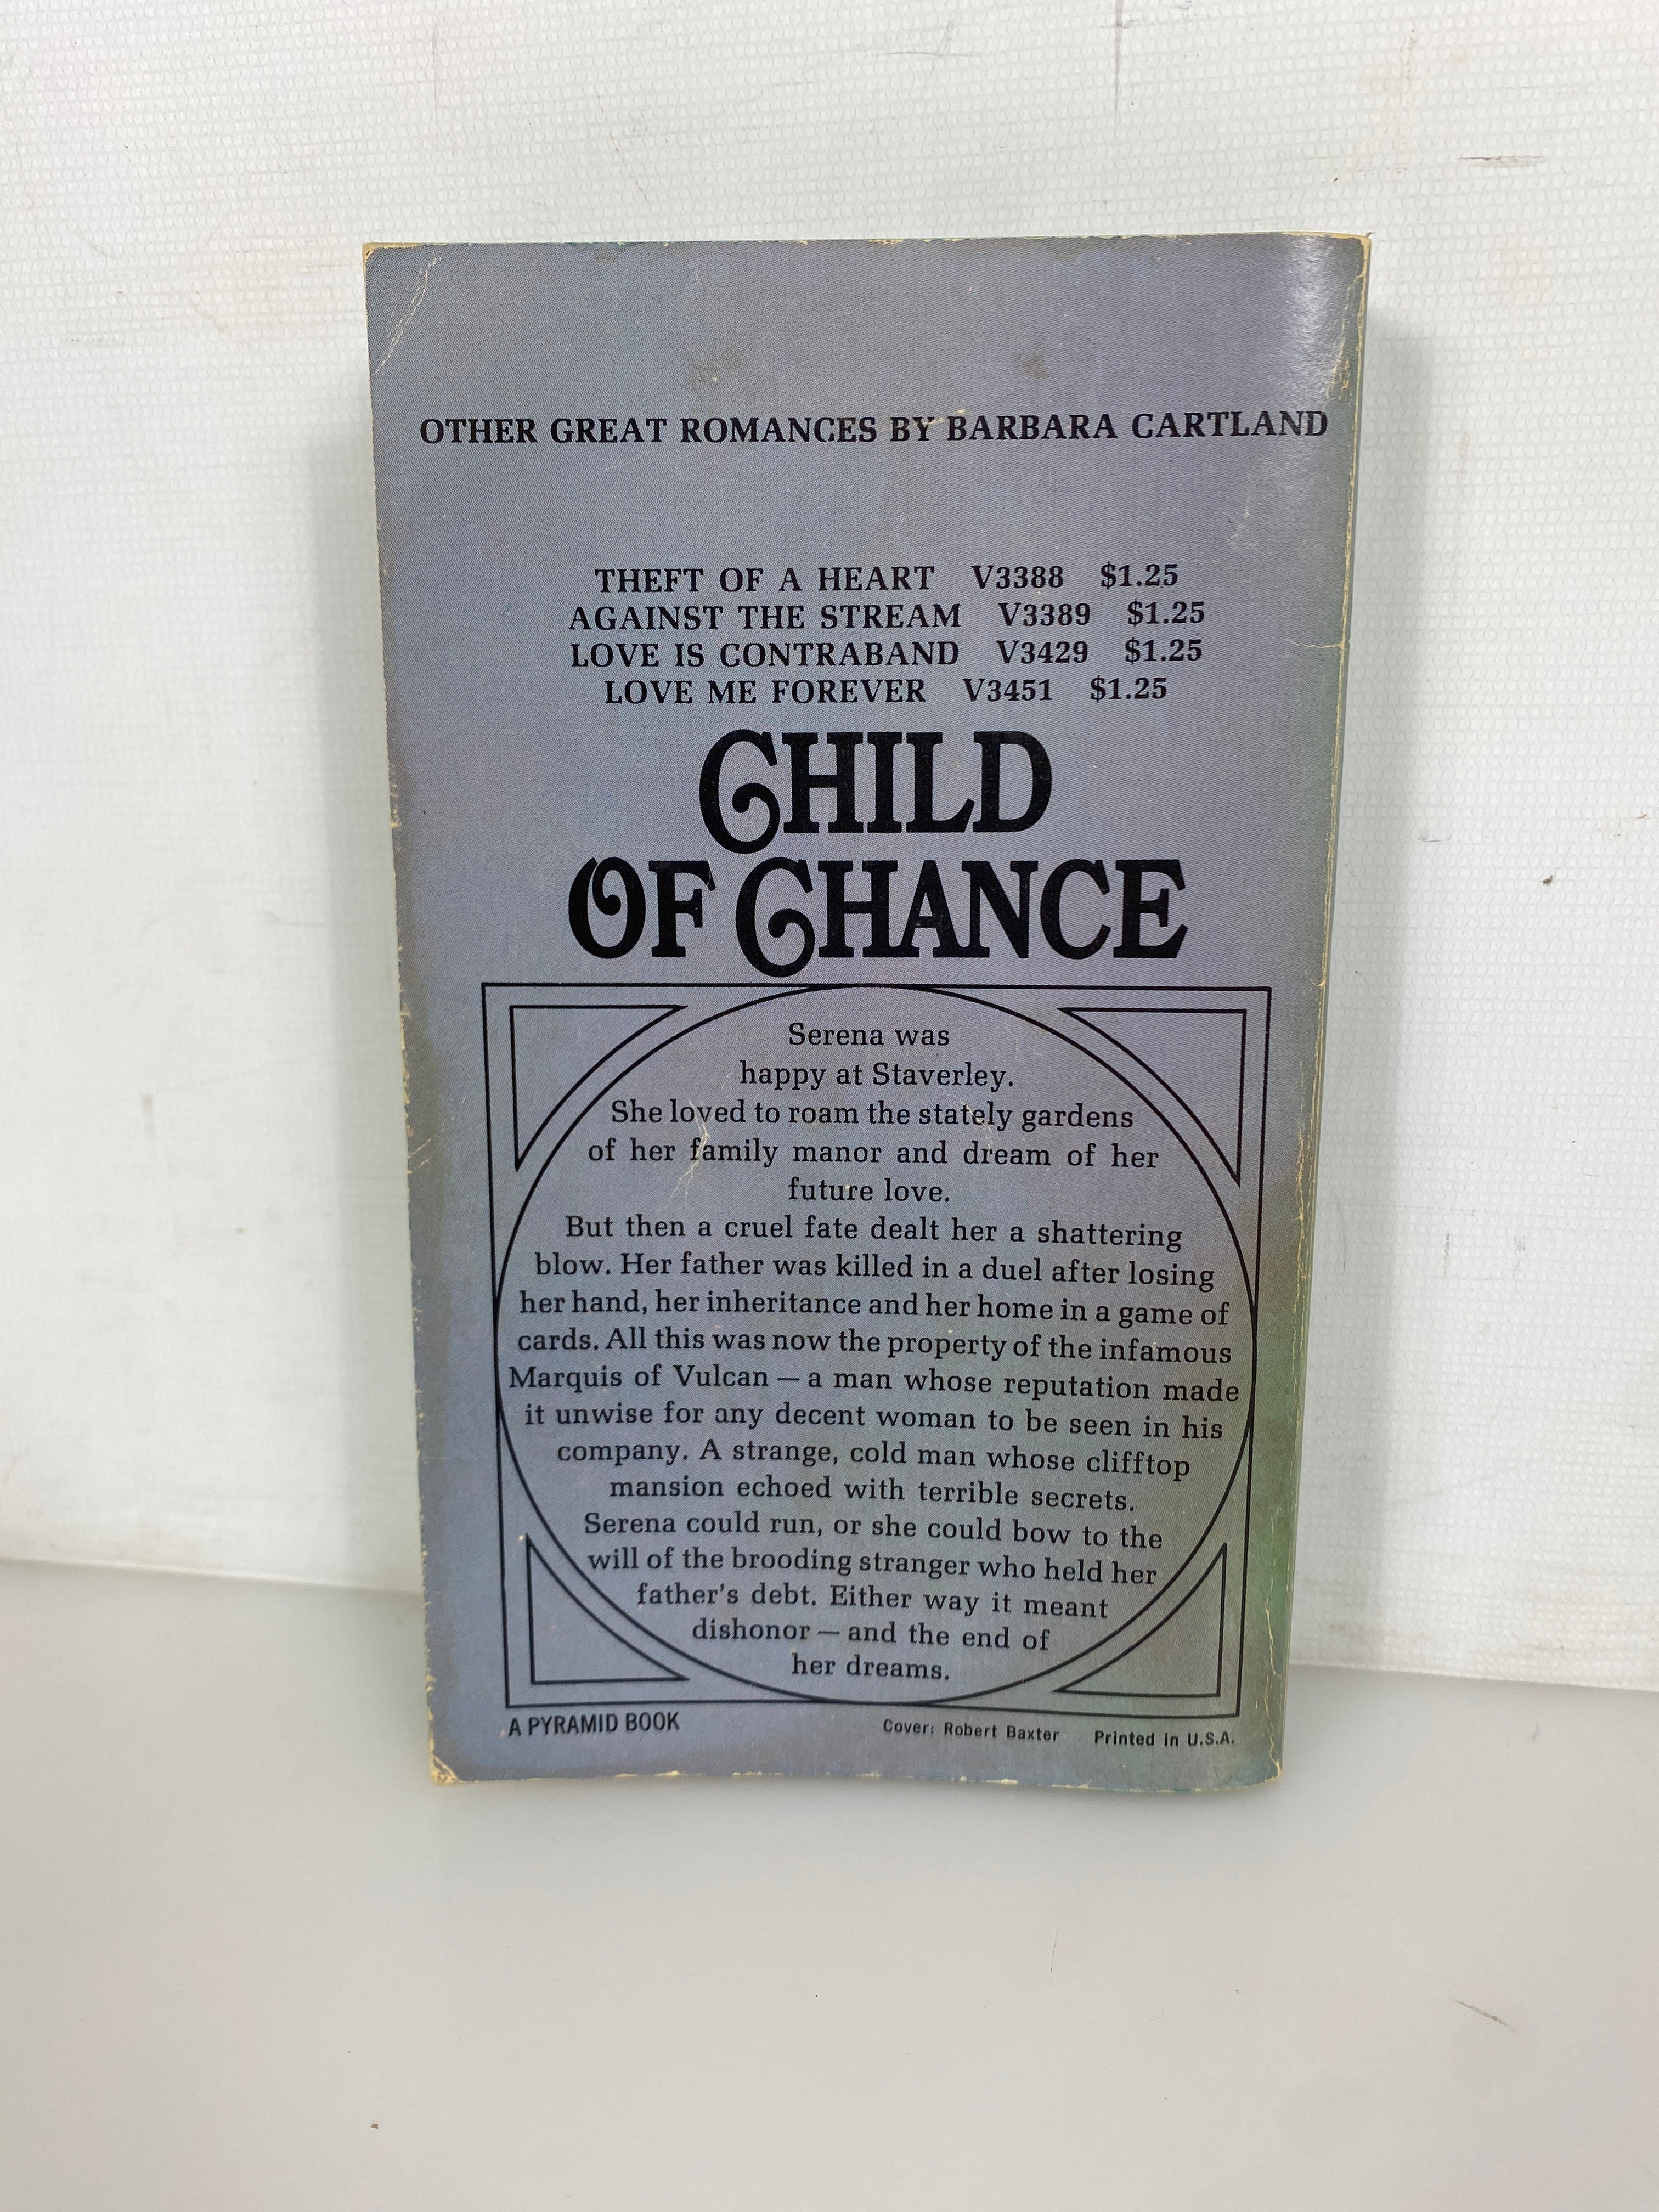 OTHER GREAT ROMANCES BY BARBARA CARTLAND
THEFT OF A HEART V3388 $1.25
AGAINST THE STREAM V3389 $1.25
LOVE IS CONTRABAND V3429 $1.25
LOVE ME FOREVER V3451 $1.25
CHILD
OF CHANCE
Serena was
happy at Staverley.
She loved to roam the stately gardens
of her family manor and dream of her
future love.
But then a cruel fate dealt her a shattering
blow. Her father was killed in a duel after losing
her hand, her inheritance and her home in a game of
cards. All this was now the property of the infamous
Marquis of Vulcan — a man whose reputation made
it unwise for any decent woman to be seen in his
company. A strange, cold man whose clifftop
mansion echoed with terrible secrets.
Serena could run, or she could bow to the
will of the brooding stranger who held her
father's debt. Either way it meant
dishonor — and the end of
her dreams.
A PYRAMID BOOK Cover: Robert Baxter Printed in U.S.A.